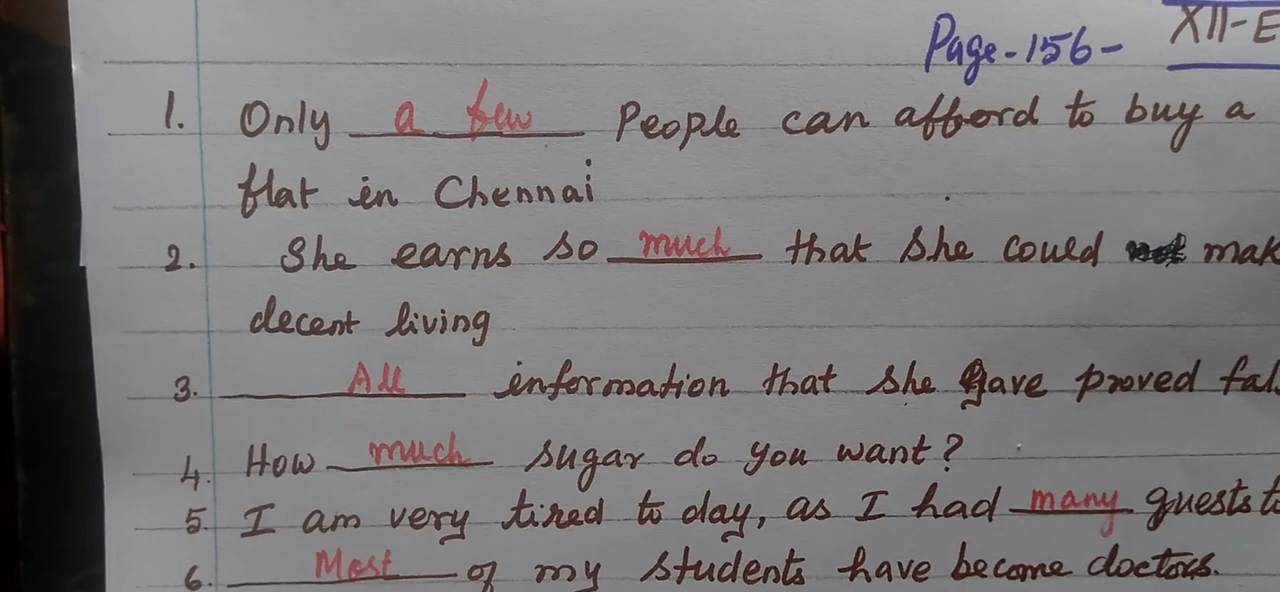 Page-156- XII-E
1. Only a few People can afford to buy a
flat in Chennai
2. She earns so much that she could mak
decent living
3. All information that she gave proved fal
4. How much sugar do you want?
5. I am very tired to day, as I had many guests t
6. Most of my students have become doctors.